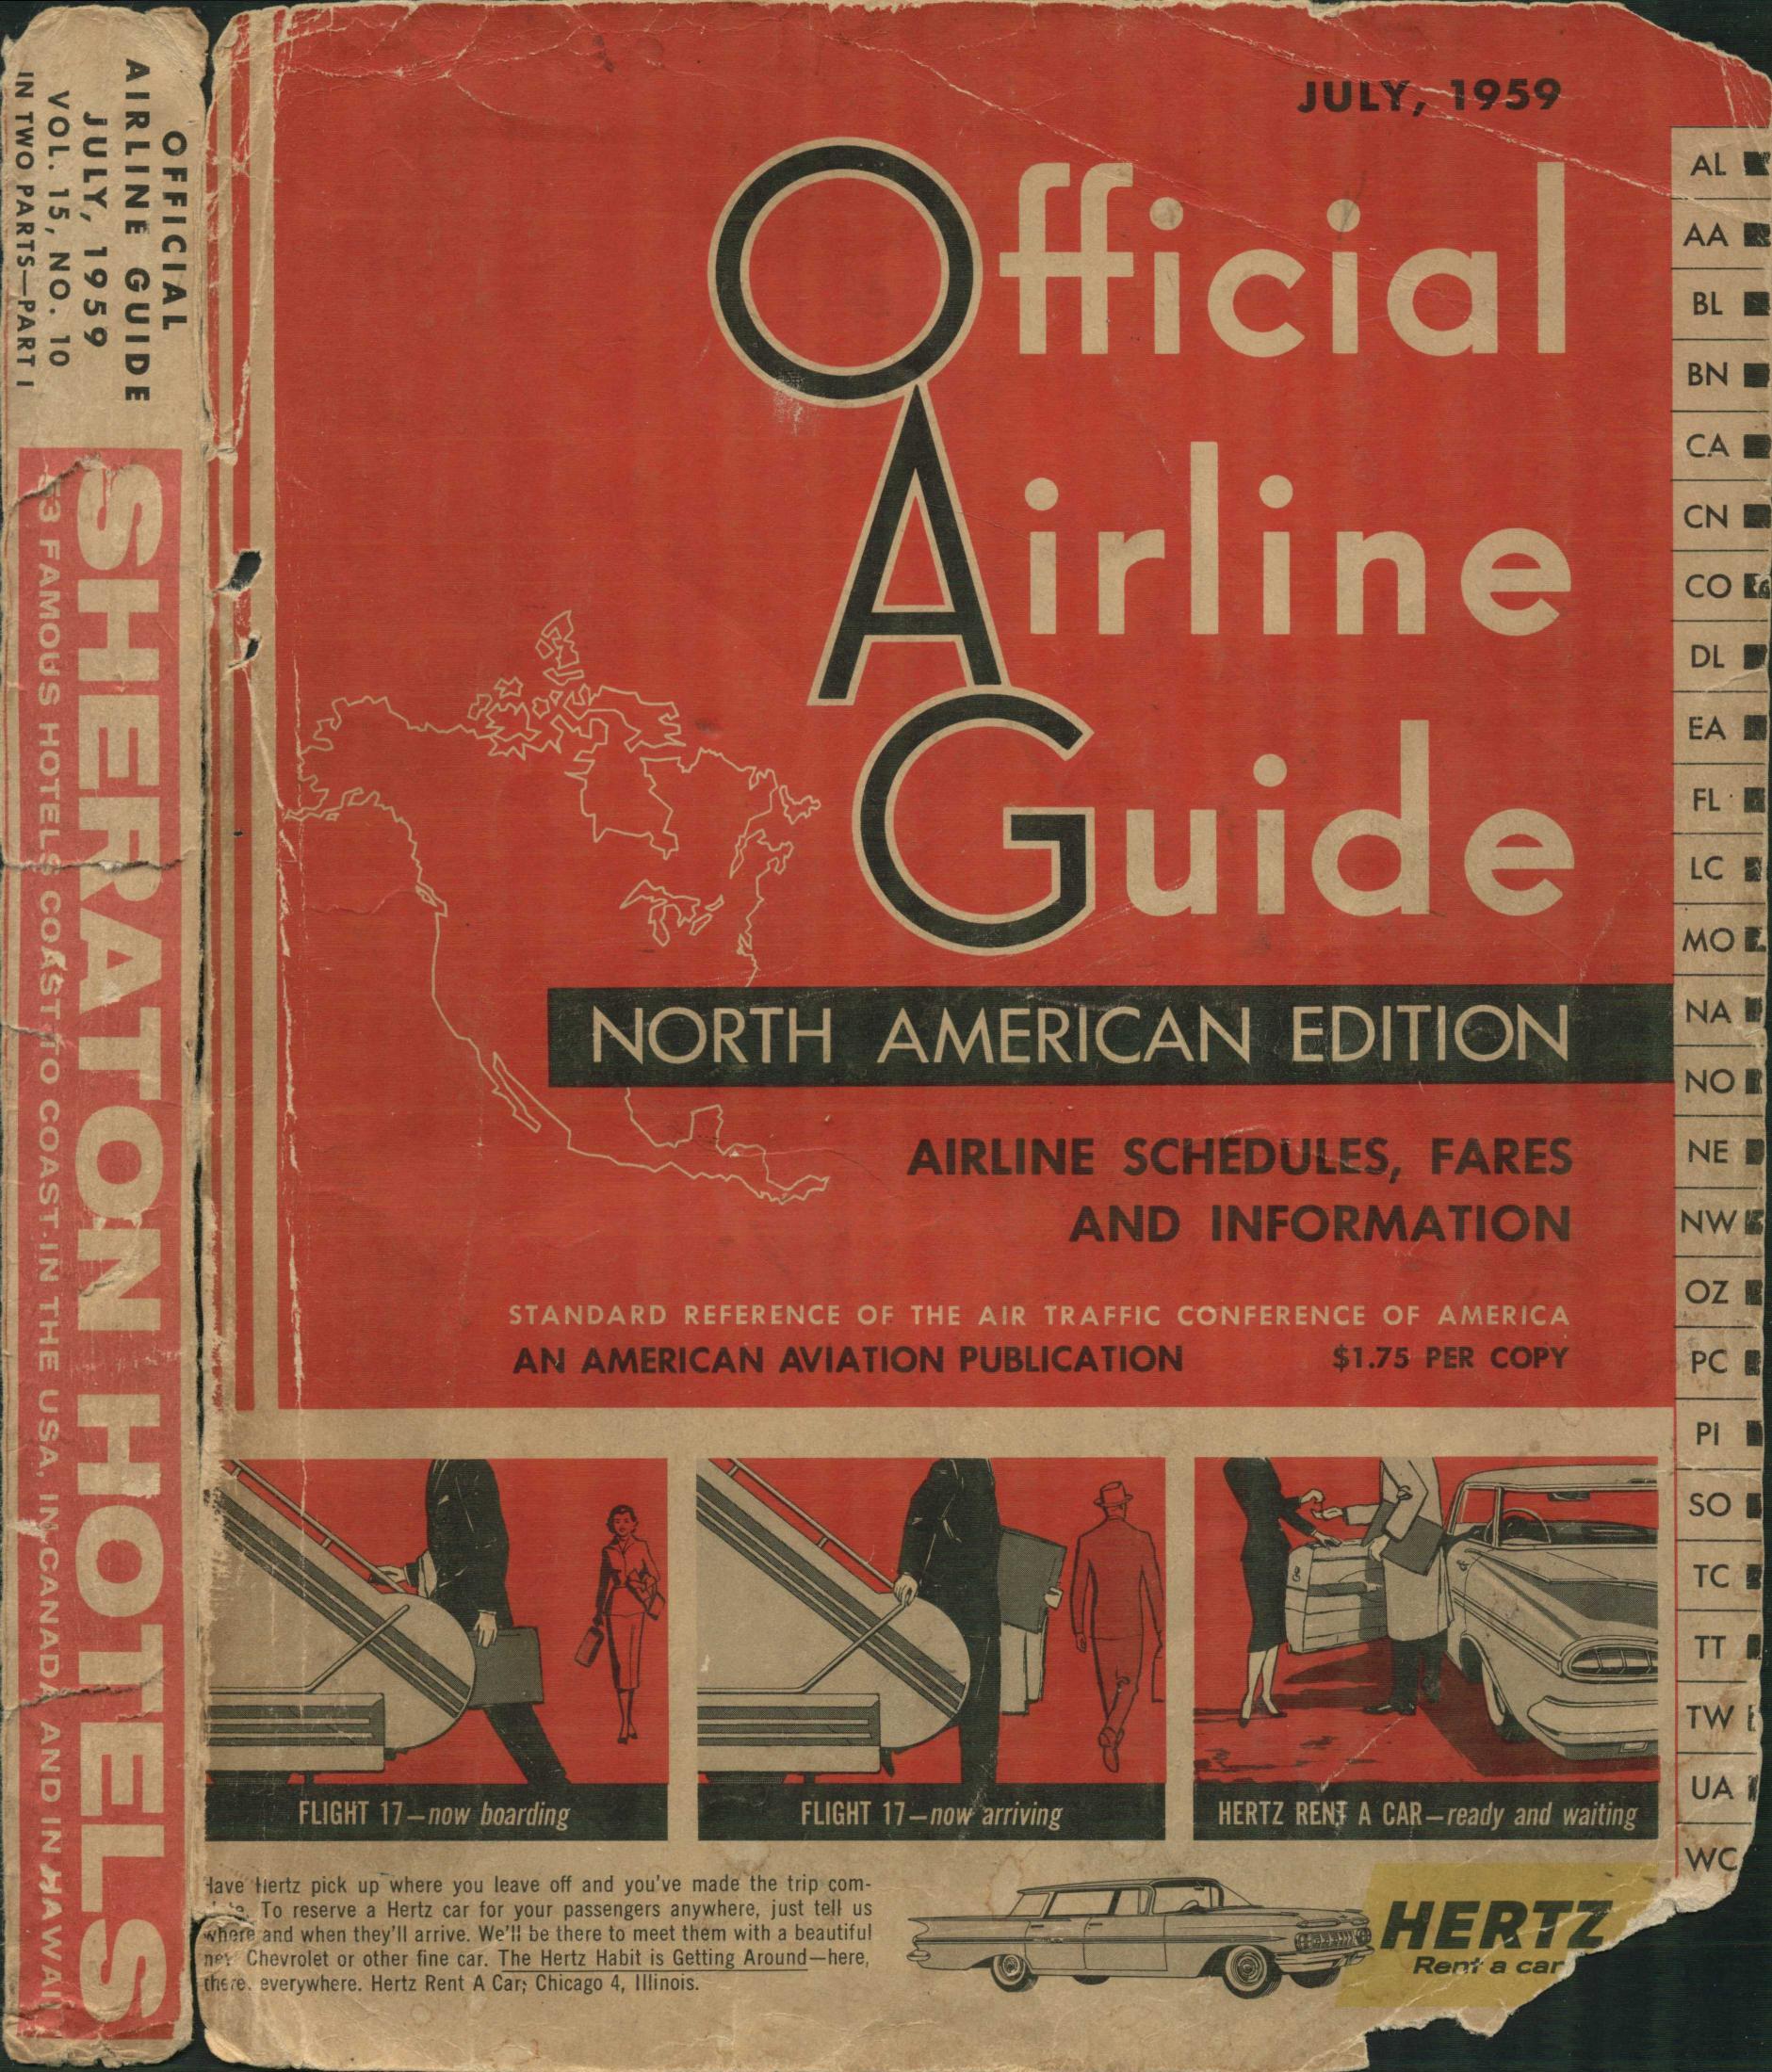 OFFICIAL
AIRLINE GUIDE
JULY, 1959
VOL. 15, NO. 10
IN TWO PARTS—PART I
SHERATON HOTELS
53 FAMOUS HOTELS COAST TO COAST IN THE USA, IN CANADA AND IN HAWAII
JULY, 1959
Official
Airline
Guide
NORTH AMERICAN EDITION
AIRLINE SCHEDULES, FARES
AND INFORMATION
STANDARD REFERENCE OF THE AIR TRAFFIC CONFERENCE OF AMERICA
AN AMERICAN AVIATION PUBLICATION $1.75 PER COPY
AL
AA
BL
BN
CA
CN
CO
DL
EA
FL
LC
MO
NA
NO
NE
NW
OZ
PC
PI
SO
TC
TT
TW
UA
WC
FLIGHT 17—now boarding
FLIGHT 17—now arriving
HERTZ RENT A CAR—ready and waiting
Have Hertz pick up where you leave off and you've made the trip com-
To reserve a Hertz car for your passengers anywhere, just tell us
where and when they'll arrive. We'll be there to meet them with a beautiful
new Chevrolet or other fine car. The Hertz Habit is Getting Around—here,
there, everywhere. Hertz Rent A Car; Chicago 4, Illinois.
HERTZ
Rent a car